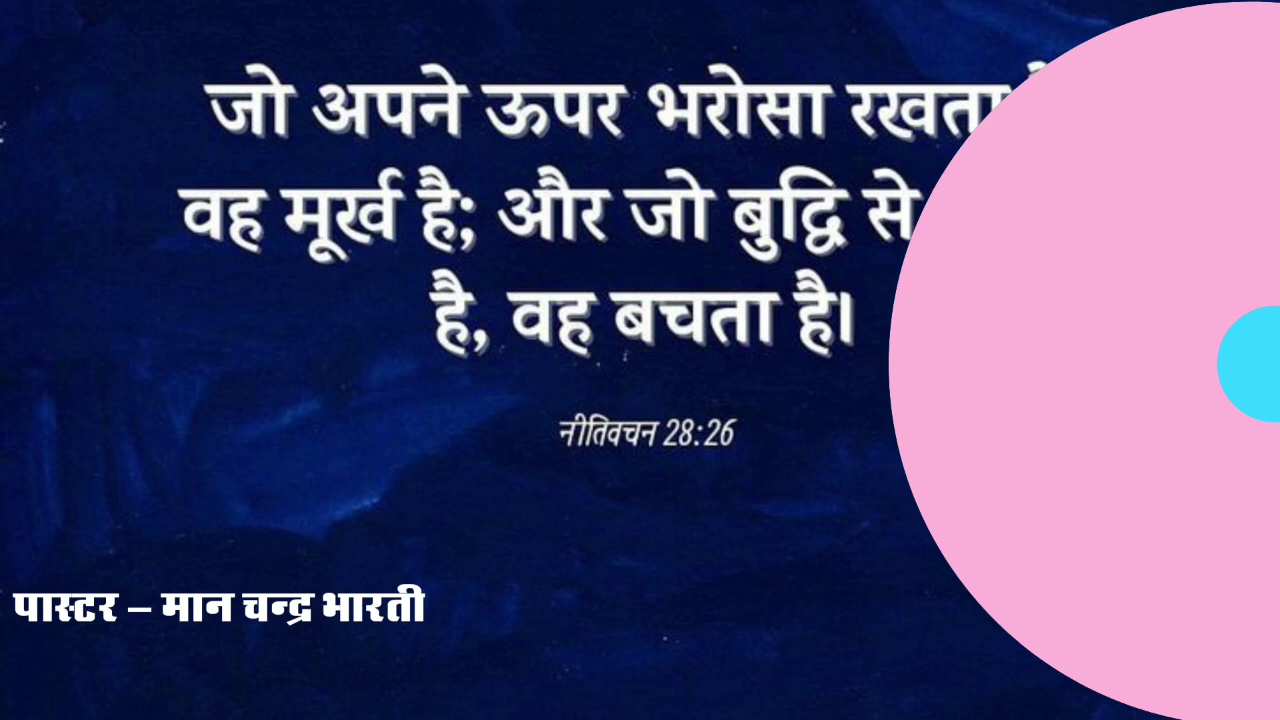 जो अपने ऊपर भरोसा रखता
वह मूर्ख है; और जो बुद्धि से
है, वह बचता है।
नीतिवचन 28:26
पास्टर – मान चन्द्र भारती